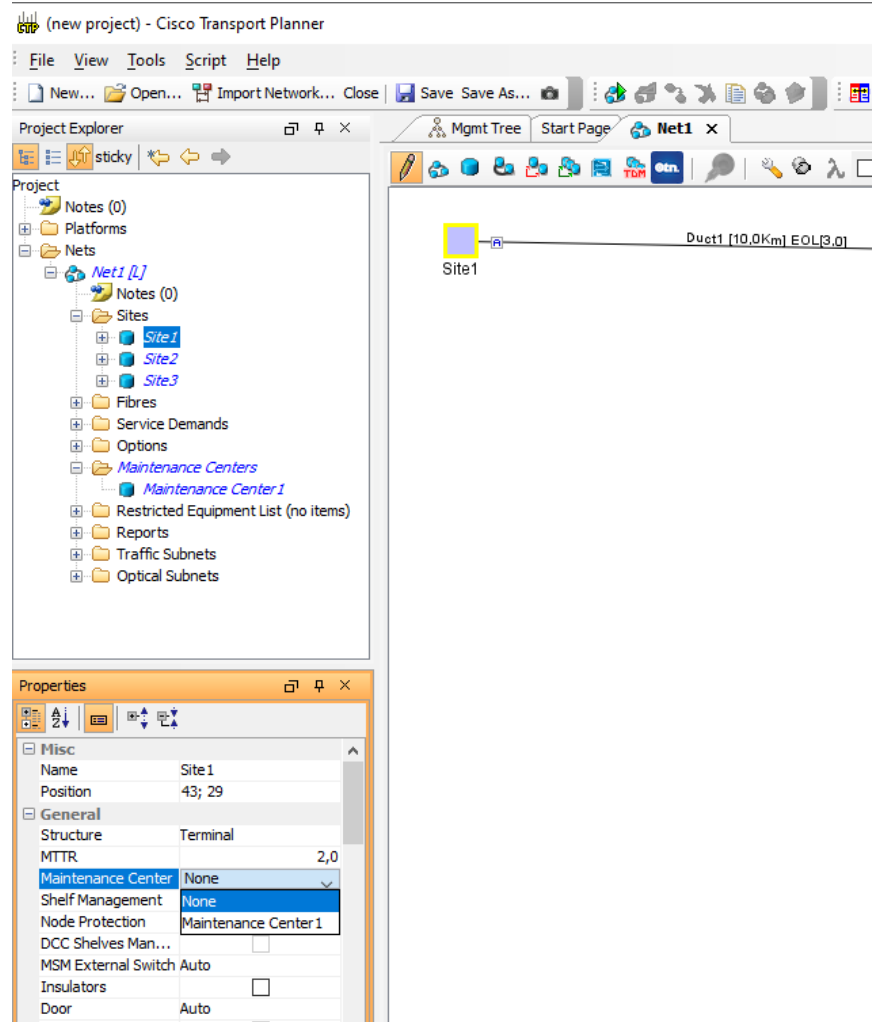 (new project) - Cisco Transport Planner
File View Tools Script Help
New... Open... Import Network... Close Save Save As...
Project Explorer
Mgmt Tree Start Page Net1
sticky
TDM otn
Project
Notes (0)
Platforms
Nets
Net1 [L]
Notes (0)
Sites
Site1
Site2
Site3
Fibres
Service Demands
Options
Maintenance Centers
Maintenance Center1
Restricted Equipment List (no items)
Reports
Traffic Subnets
Optical Subnets
A
Duct1 [10,0Km] EOL[3.0]
Site1
Properties
Misc
Name Site1
Position 43; 29
General
Structure Terminal
MTTR 2,0
Maintenance Center None
Shelf Management None
Node Protection Maintenance Center1
DCC Shelves Man...
MSM External Switch Auto
Insulators
Door Auto